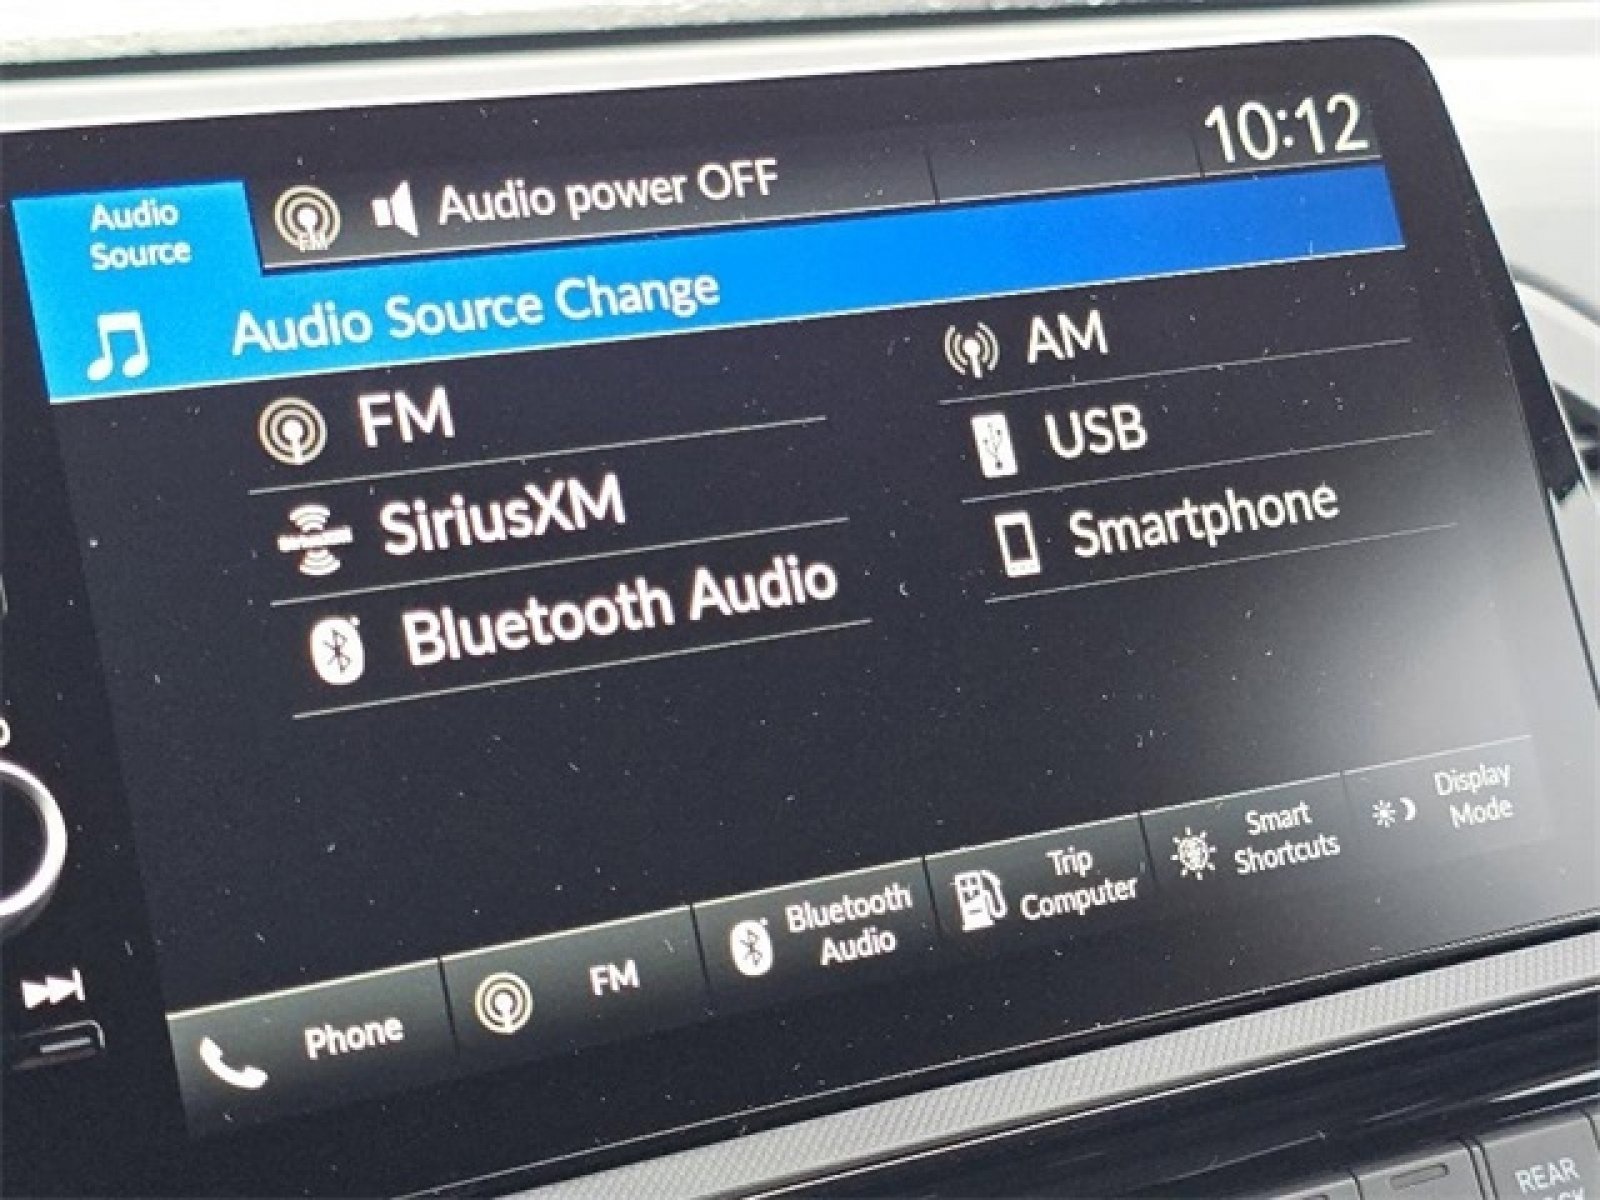 10:12
Audio
Source
FM
Audio power OFF
Audio Source Change
FM
AM
SiriusXM
USB
Bluetooth Audio
Smartphone
Phone
FM
Bluetooth
Audio
Trip
Computer
Smart
Shortcuts
Display
Mode
REAR